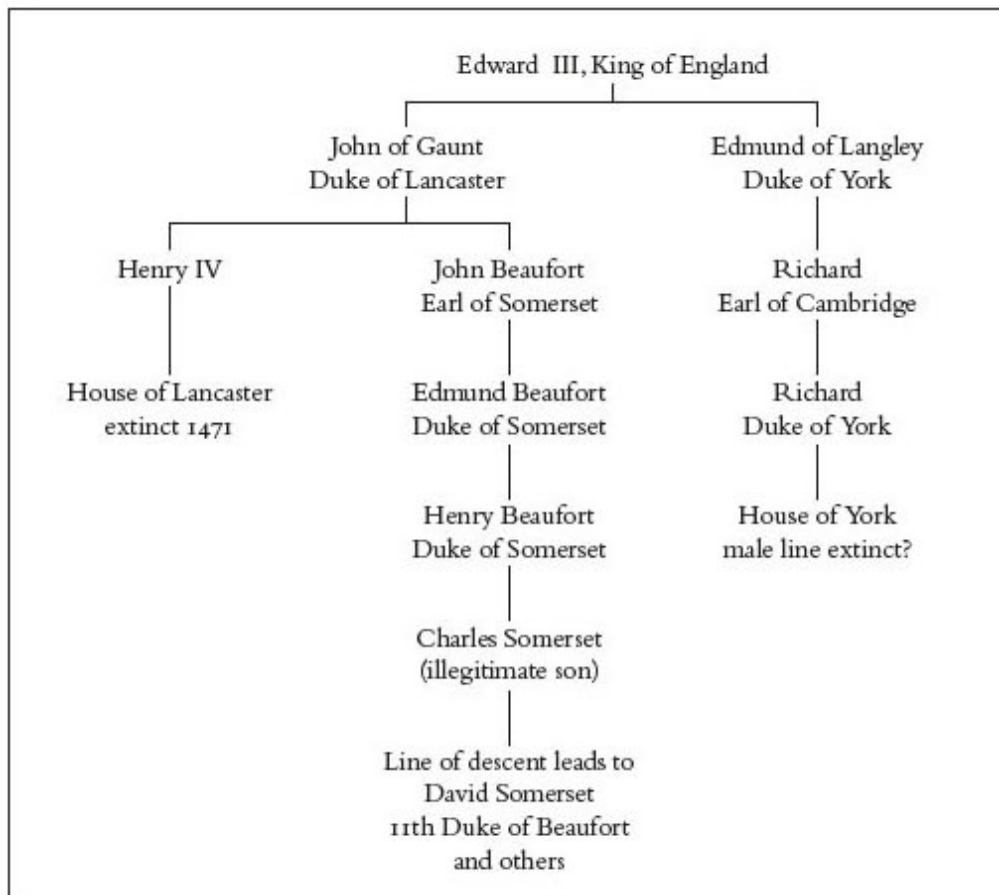 Edward III, King of England
John of Gaunt
Duke of Lancaster
Edmund of Langley
Duke of York
Henry IV
John Beaufort
Earl of Somerset
Richard
Earl of Cambridge
House of Lancaster
extinct 1471
Edmund Beaufort
Duke of Somerset
Richard
Duke of York
Henry Beaufort
Duke of Somerset
House of York
male line extinct?
Charles Somerset
(illegitimate son)
Line of descent leads to
David Somerset
11th Duke of Beaufort
and others